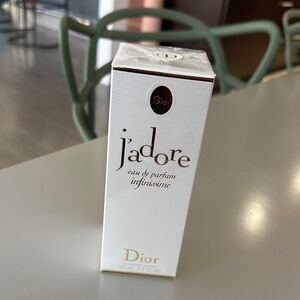 Dior
j'adore
eau de parfum
infinissime
Dior